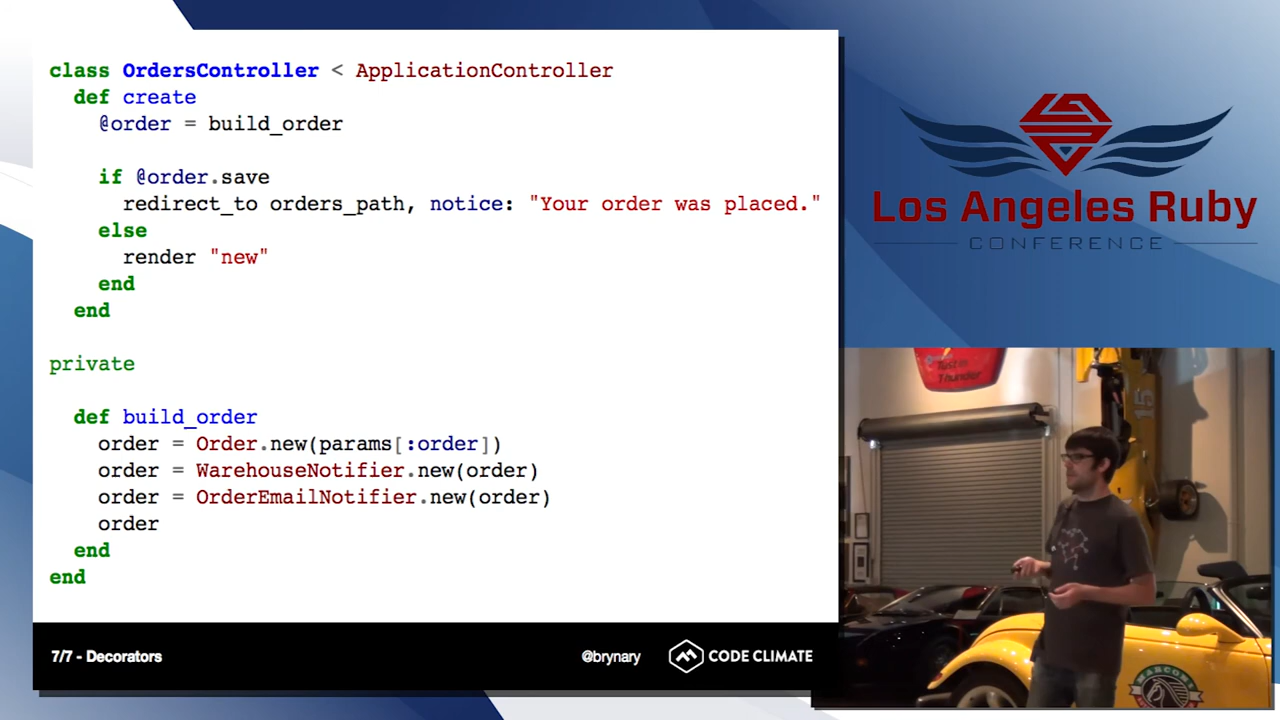 class OrdersController < ApplicationController
def create
@order = build_order
if @order.save
redirect_to orders_path, notice: "Your order was placed."
else
render "new"
end
end
private
def build_order
order = Order.new(params[:order])
order = WarehouseNotifier.new(order)
order = OrderEmailNotifier.new(order)
order
end
end
7/7 - Decorators
@brynary
CODE CLIMATE
Los Angeles Ruby
CONFERENCE
Thunder
15